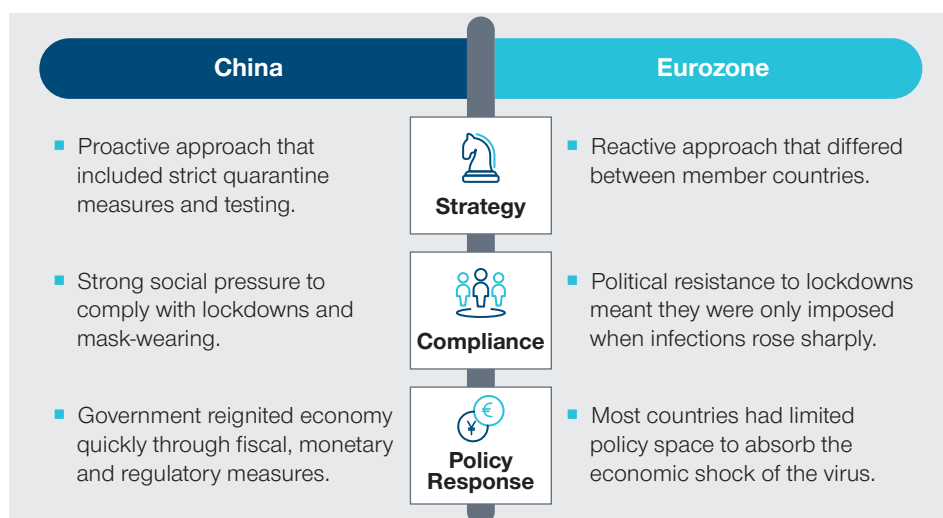 China
Eurozone
Proactive approach that
included strict quarantine
measures and testing.
Strategy
Reactive approach that differed
between member countries.
Strong social pressure to
comply with lockdowns and
mask-wearing.
Compliance
Political resistance to lockdowns
meant they were only imposed
when infections rose sharply.
Government reignited economy
quickly through fiscal, monetary
and regulatory measures.
¥ €
Policy
Response
Most countries had limited
policy space to absorb the
economic shock of the virus.